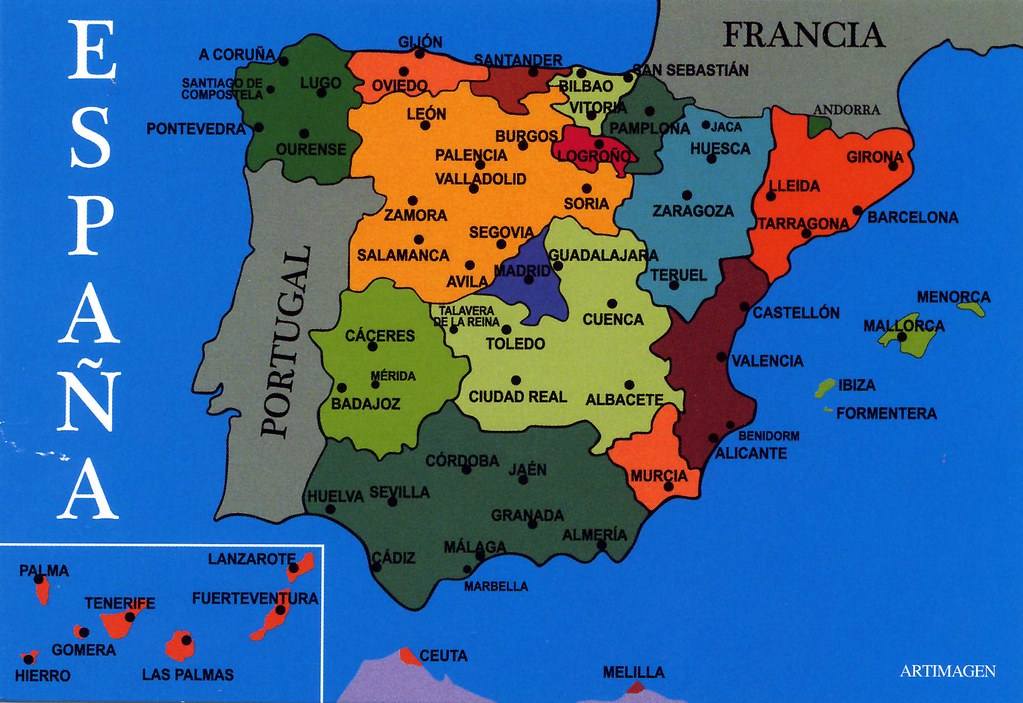 ESPAÑA
FRANCIA
PORTUGAL
ANDORRA
A CORUÑA
SANTIAGO DE
COMPOSTELA
LUGO
PONTEVEDRA
OURENSE
GIJÓN
OVIEDO
SANTANDER
BILBAO
SAN SEBASTIÁN
VITORIA
PAMPLONA
LOGROÑO
LEÓN
BURGOS
PALENCIA
VALLADOLID
ZAMORA
SORIA
SEGOVIA
SALAMANCA
AVILA
MADRID
JACA
HUESCA
ZARAGOZA
TERUEL
GIRONA
LLEIDA
TARRAGONA
BARCELONA
GUADALAJARA
CUENCA
TALAVERA
DE LA REINA
TOLEDO
CIUDAD REAL
ALBACETE
CÁCERES
MÉRIDA
BADAJOZ
CASTELLÓN
VALENCIA
BENIDORM
ALICANTE
MENORCA
MALLORCA
IBIZA
FORMENTERA
MURCIA
CÓRDOBA
JAÉN
HUELVA
SEVILLA
GRANADA
ALMERÍA
MÁLAGA
CÁDIZ
MARBELLA
PALMA
LANZAROTE
TENERIFE
FUERTEVENTURA
GOMERA
HIERRO
LAS PALMAS
CEUTA
MELILLA
ARTIMAGEN